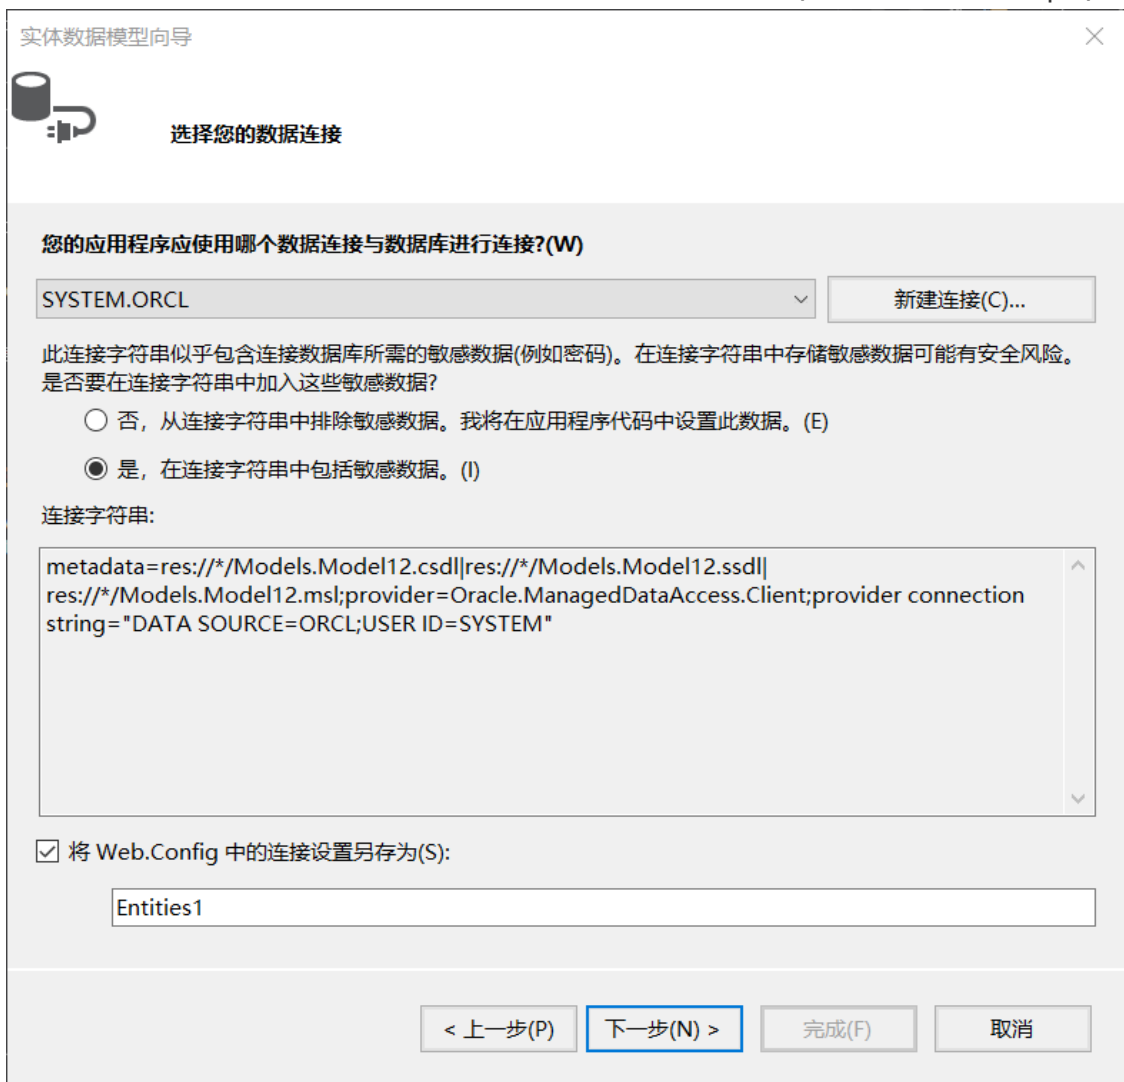 实体数据模型向导
选择您的数据连接
您的应用程序应使用哪个数据连接与数据库进行连接?(W)
SYSTEM.ORCL
新建连接(C)...
此连接字符串似乎包含连接数据库所需的敏感数据(例如密码)。在连接字符串中存储敏感数据可能有安全风险。
是否要在连接字符串中加入这些敏感数据?
否，从连接字符串中排除敏感数据。我将在应用程序代码中设置此数据。(E)
是，在连接字符串中包括敏感数据。(I)
连接字符串:
metadata=res://*/Models.Model12.csdl|res://*/Models.Model12.ssdl|
res://*/Models.Model12.msl;provider=Oracle.ManagedDataAccess.Client;provider connection
string="DATA SOURCE=ORCL;USER ID=SYSTEM"
将 Web.Config 中的连接设置另存为(S):
Entities1
< 上一步(P)
下一步(N) >
完成(F)
取消